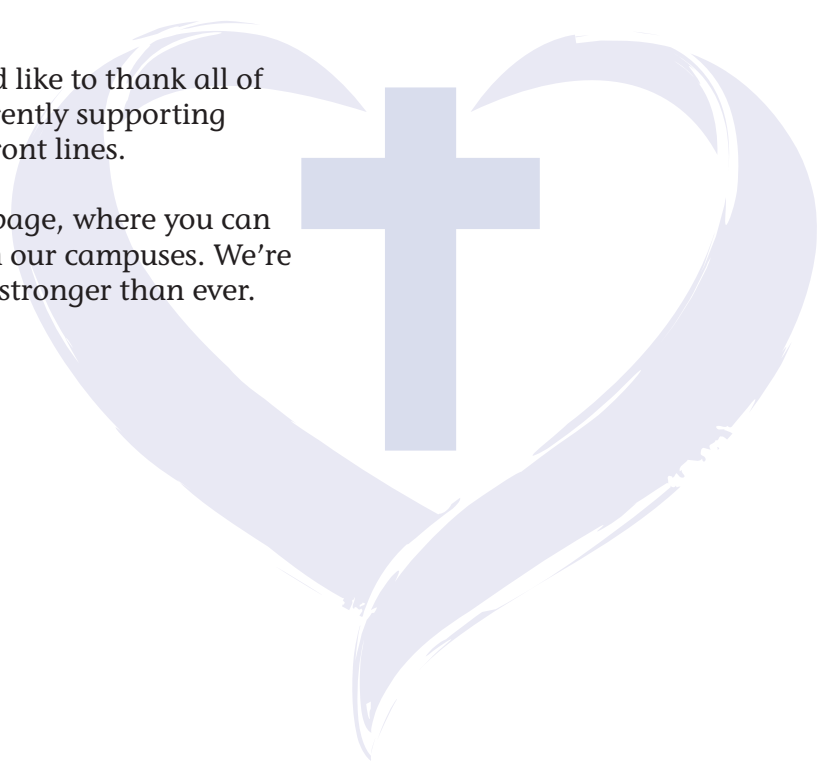 like to thank all of
ently supporting
ont lines.
page, where you can
our campuses. We're
stronger than ever.